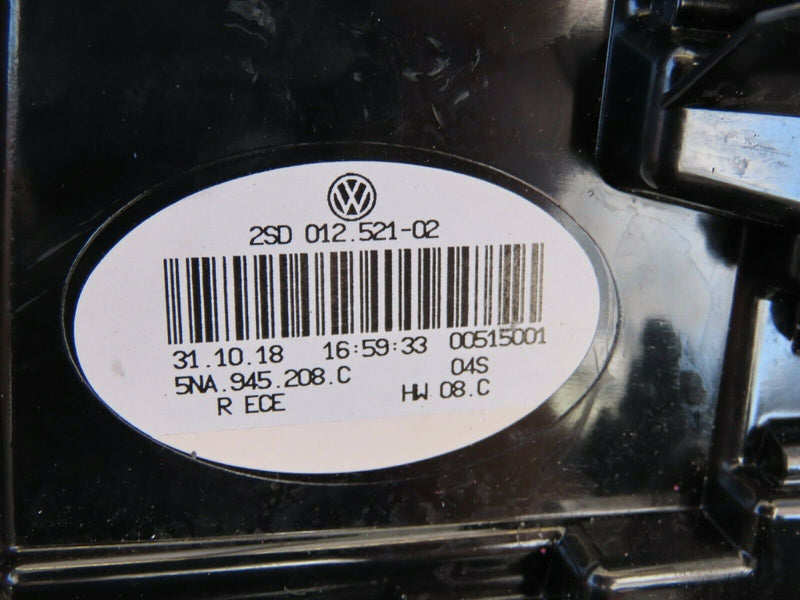 2SD 012.521-02
31.10.18 16:59:33 00515001
5NA.945.208.C 04S
R ECE HW 08.C